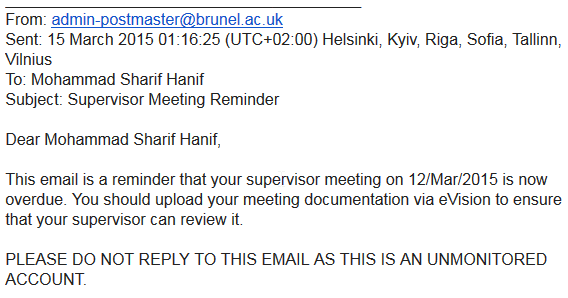 From: admin-postmaster@brunel.ac.uk
Sent: 15 March 2015 01:16:25 (UTC+02:00) Helsinki, Kyiv, Riga, Sofia, Tallinn,
Vilnius
To: Mohammad Sharif Hanif
Subject: Supervisor Meeting Reminder
Dear Mohammad Sharif Hanif,
This email is a reminder that your supervisor meeting on 12/Mar/2015 is now
overdue. You should upload your meeting documentation via eVision to ensure
that your supervisor can review it.
PLEASE DO NOT REPLY TO THIS EMAIL AS THIS IS AN UNMONITORED
ACCOUNT.